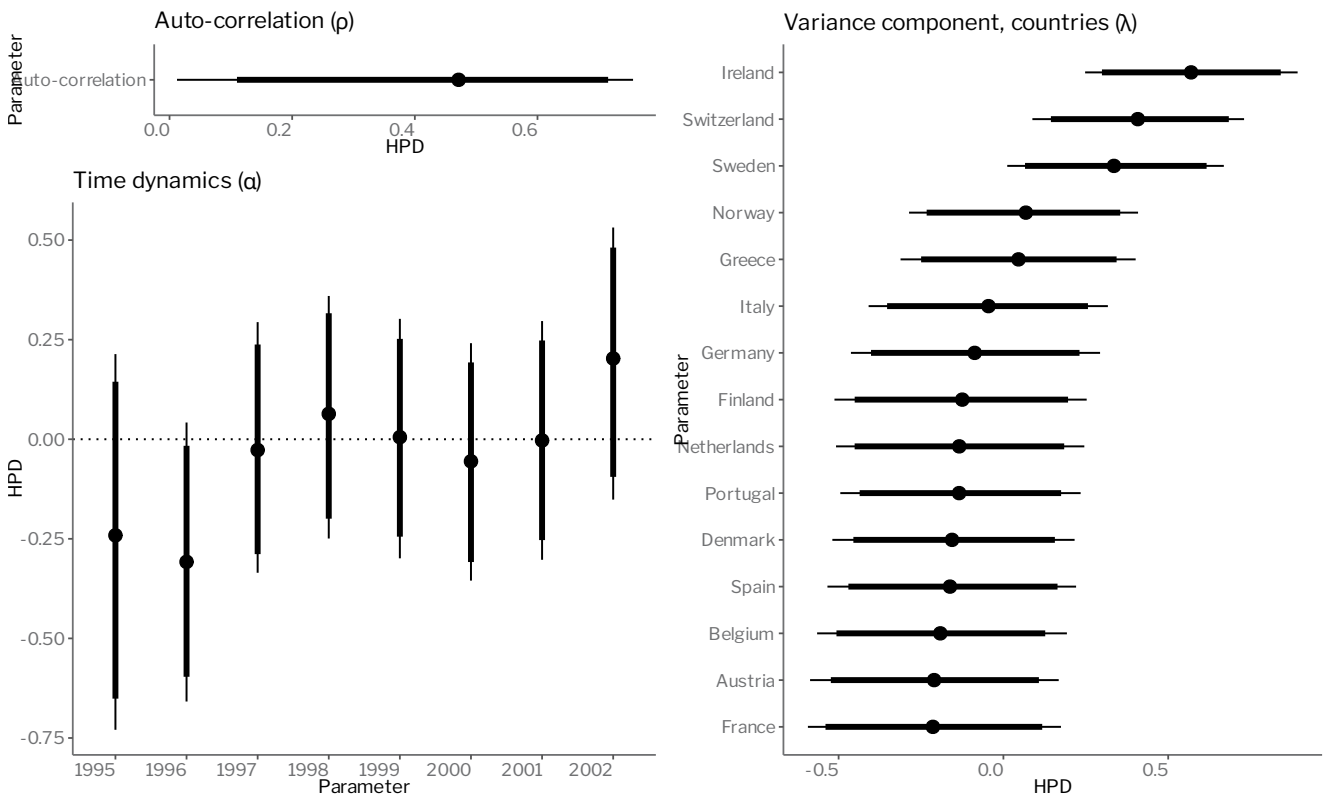 Auto-correlation (ρ)
Parameter
auto-correlation
0.0 0.2 0.4 0.6
HPD
Time dynamics (α)
HPD
0.50
0.25
0.00
-0.25
-0.50
-0.75
1995 1996 1997 1998 1999 2000 2001 2002
Parameter
Variance component, countries (λ)
Parameter
Ireland
Switzerland
Sweden
Norway
Greece
Italy
Germany
Finland
Netherlands
Portugal
Denmark
Spain
Belgium
Austria
France
-0.5 0.0 0.5
HPD